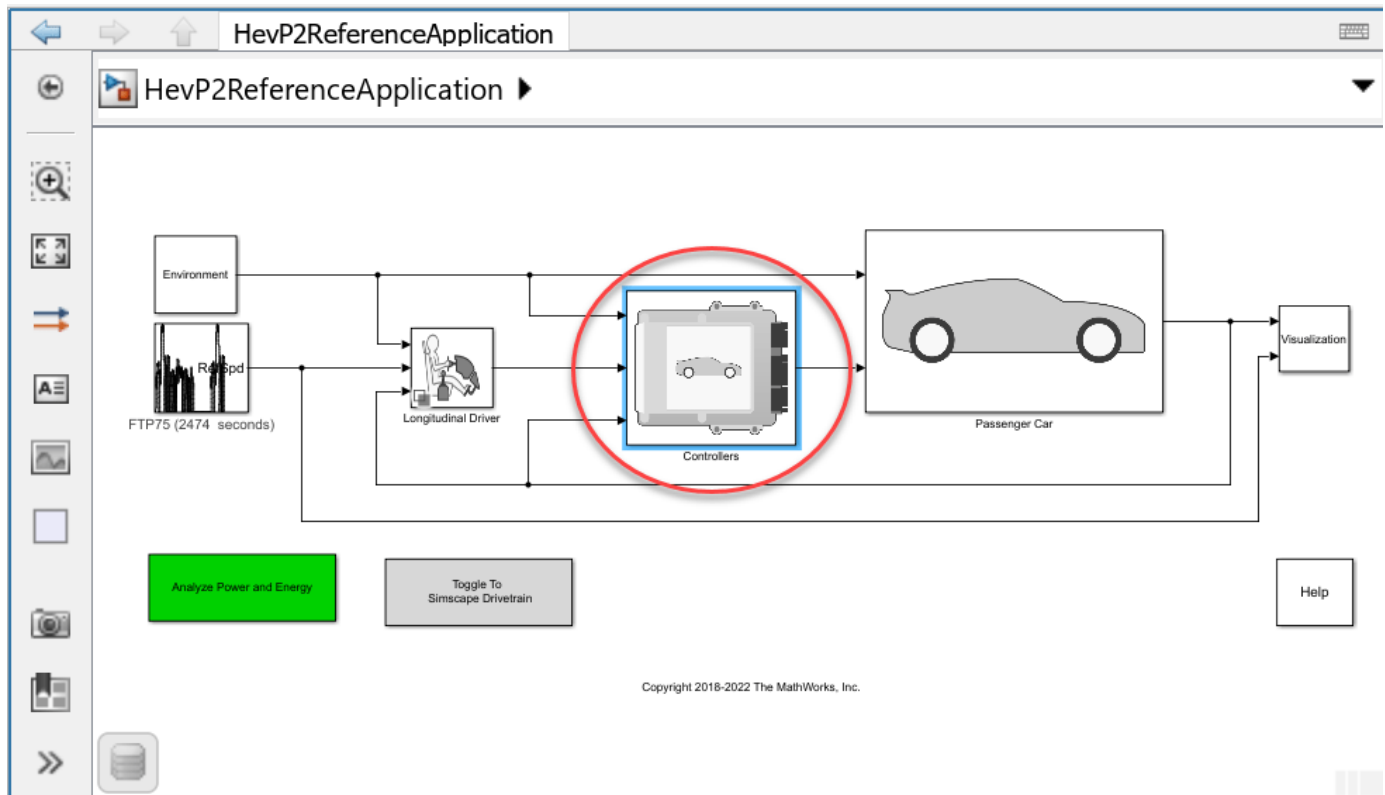 HevP2ReferenceApplication
HevP2ReferenceApplication
Environment
RefSpd
FTP75 (2474 seconds)
Longitudinal Driver
Controllers
Passenger Car
Visualization
Analyze Power and Energy
Toggle To
Simscape Drivetrain
Help
Copyright 2018-2022 The MathWorks, Inc.